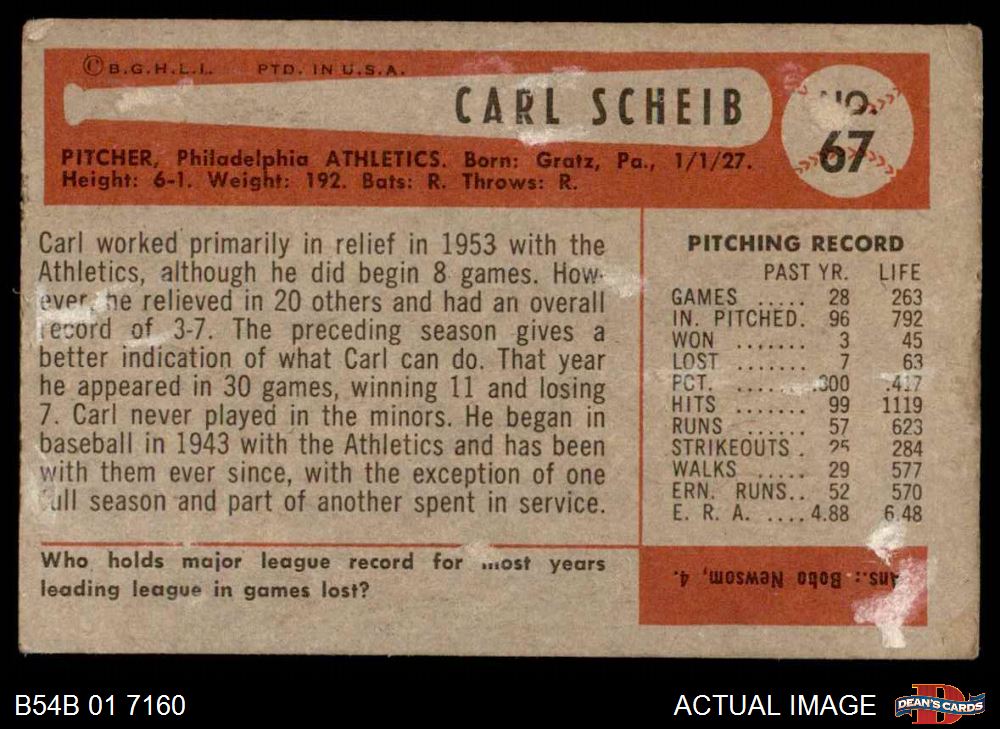 ©B.G.H.L.I. PTD. IN U.S.A.
CARL SCHEIB
NO.
67
PITCHER, Philadelphia ATHLETICS. Born: Gratz, Pa., 1/1/27.
Height: 6-1. Weight: 192. Bats: R. Throws: R.
Carl worked primarily in relief in 1953 with the
Athletics, although he did begin 8 games. How-
ever, he relieved in 20 others and had an overall
record of 3-7. The preceding season gives a
better indication of what Carl can do. That year
he appeared in 30 games, winning 11 and losing
7. Carl never played in the minors. He began in
baseball in 1943 with the Athletics and has been
with them ever since, with the exception of one
full season and part of another spent in service.
Who holds major league record for most years
leading league in games lost?
PITCHING RECORD
PAST YR. LIFE
GAMES ..... 28 263
IN. PITCHED. 96 792
WON ....... 3 45
LOST ....... 7 63
PCT. ....... .300 .417
HITS ....... 99 1119
RUNS ....... 57 623
STRIKEOUTS . 25 284
WALKS ..... 29 577
ERN. RUNS.. 52 570
E. R. A. .... 4.88 6.48
Ans.: Bobo Newsom, 4.
B54B 01 7160
ACTUAL IMAGE
DEAN'S CARDS